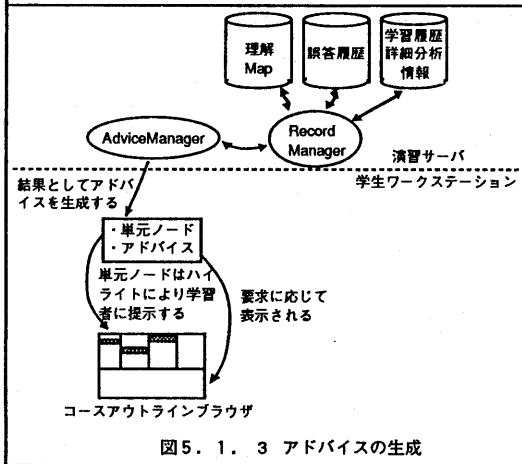 理解
Map
誤答履歴
学習履歴
詳細分析
情報
AdviceManager
Record
Manager
演習サーバ
学生ワークステーション
結果としてアドバ
イスを生成する
・単元ノード
・アドバイス
単元ノードはハイ
ライトにより学習
者に提示する
要求に応じて
表示される
コースアウトラインブラウザ
図5．1．3 アドバイスの生成